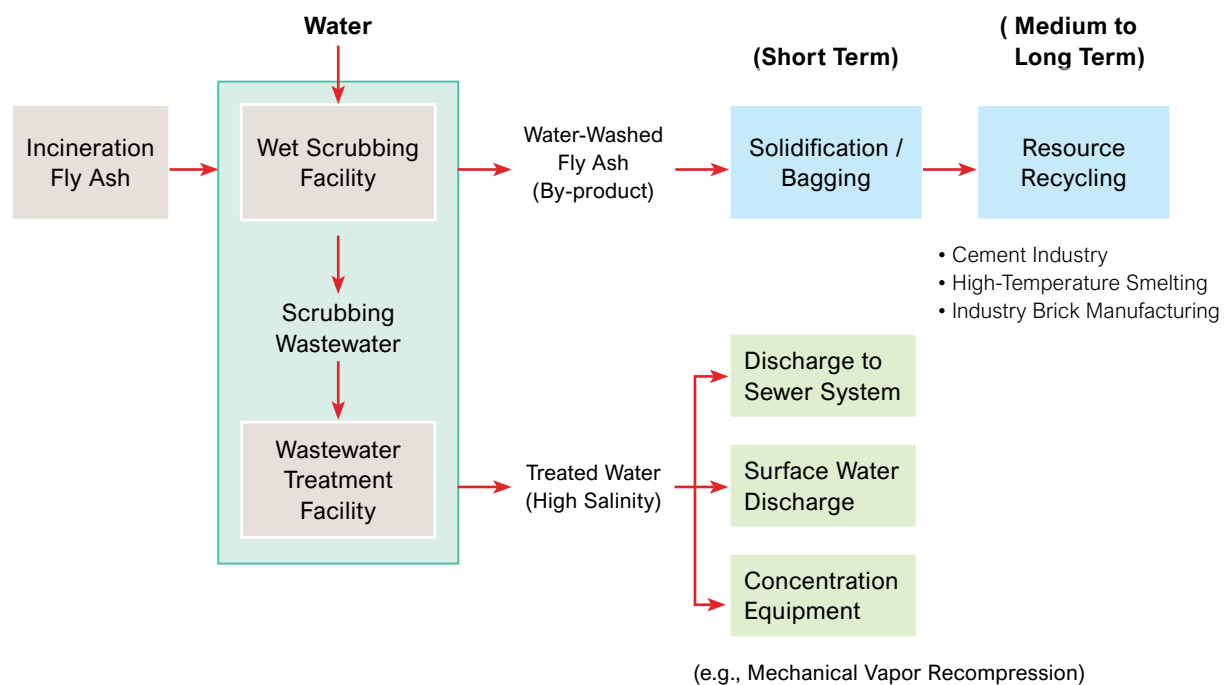 Water
(Short Term)
( Medium to
Long Term)
Incineration
Fly Ash
Wet Scrubbing
Facility
Water-Washed
Fly Ash
(By-product)
Solidification /
Bagging
Resource
Recycling
• Cement Industry
• High-Temperature Smelting
• Industry Brick Manufacturing
Scrubbing
Wastewater
Wastewater
Treatment
Facility
Treated Water
(High Salinity)
Discharge to
Sewer System
Surface Water
Discharge
Concentration
Equipment
(e.g., Mechanical Vapor Recompression)